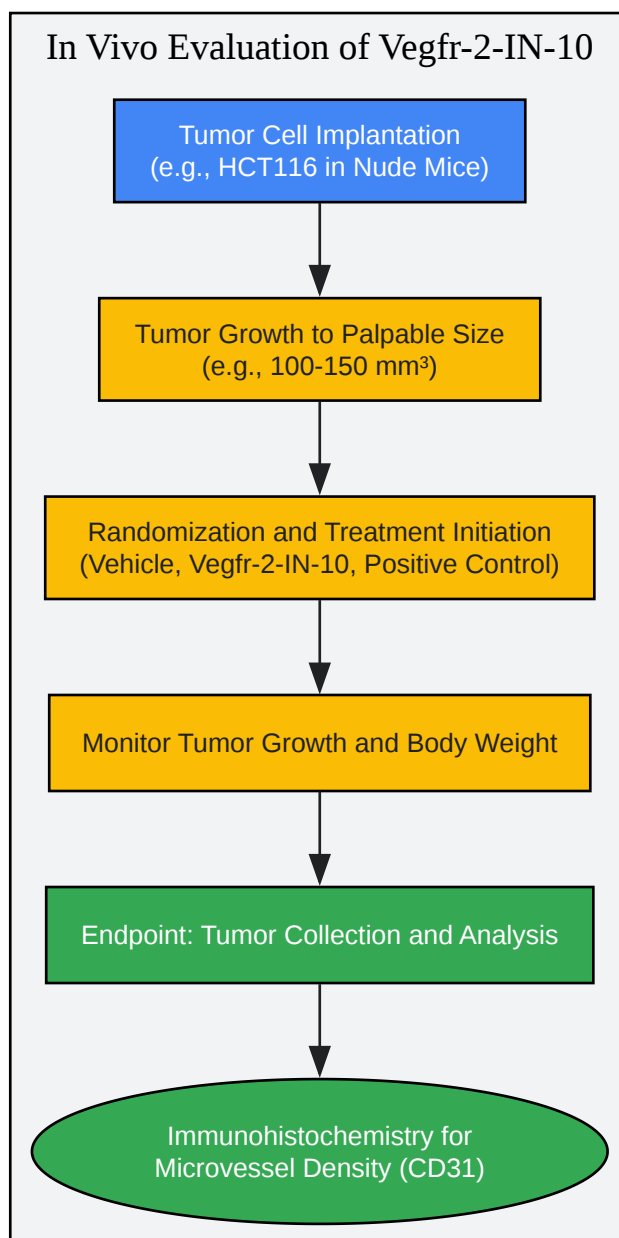 In Vivo Evaluation of Vegfr-2-IN-10
Tumor Cell Implantation
(e.g., HCT116 in Nude Mice)
Tumor Growth to Palpable Size
(e.g., 100-150 mm³)
Randomization and Treatment Initiation
(Vehicle, Vegfr-2-IN-10, Positive Control)
Monitor Tumor Growth and Body Weight
Endpoint: Tumor Collection and Analysis
Immunohistochemistry for
Microvessel Density (CD31)